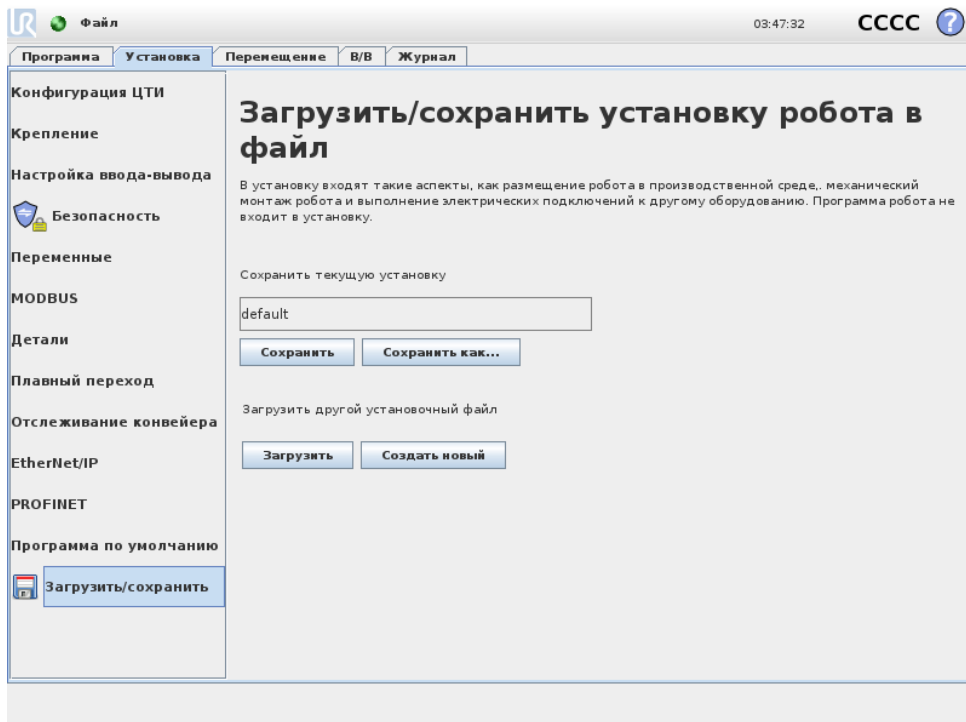 Файл
03:47:32
CCCC
?
Программа
Установка
Перемещение
В/В
Журнал
Конфигурация ЦТИ
Крепление
Настройка ввода-вывода
Безопасность
Переменные
MODBUS
Детали
Плавный переход
Отслеживание конвейера
EtherNet/IP
PROFINET
Программа по умолчанию
Загрузить/сохранить
Загрузить/сохранить установку робота в
файл
В установку входят такие аспекты, как размещение робота в производственной среде,. механический
монтаж робота и выполнение электрических подключений к другому оборудованию. Программа робота не
входит в установку.
Сохранить текущую установку
default
Сохранить
Сохранить как...
Загрузить другой установочный файл
Загрузить
Создать новый